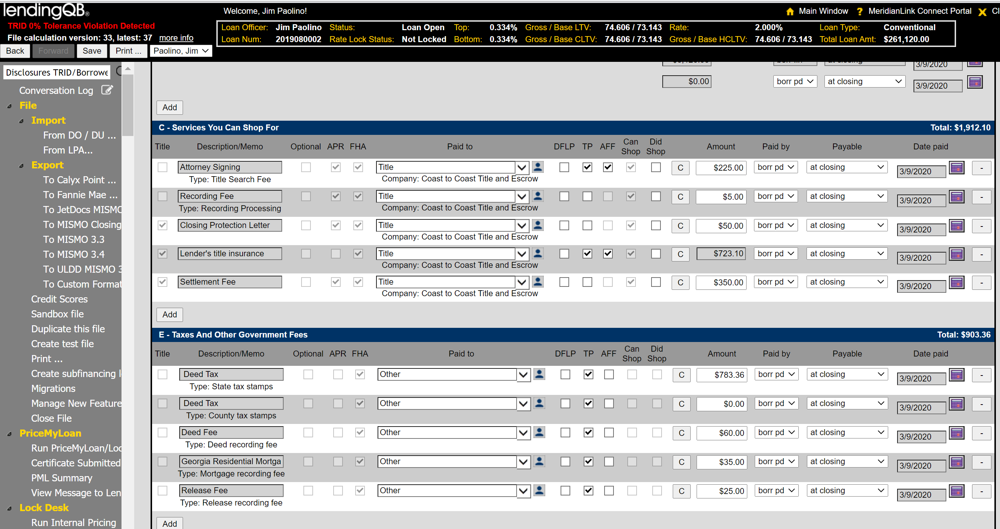 lendingQB®
Welcome, Jim Paolino!
Main Window ? MeridianLink Connect Portal
TRID 0% Tolerance Violation Detected
File calculation version: 33, latest: 37 more info
Loan Officer: Jim Paolino Status: Loan Open Top: 0.334% Gross / Base LTV: 74.606 / 73.143 Rate: 2.000% Loan Type: Conventional
Loan Num: 2019080002 Rate Lock Status: Not Locked Bottom: 0.334% Gross / Base CLTV: 74.606 / 73.143 Gross / Base HCLTV: 74.606 / 73.143 Total Loan Amt: $261,120.00
Back Forward Save Print ... Paolino, Jim
Disclosures TRID/Borrowe
Conversation Log
File
Import
From DO / DU ...
From LPA...
Export
To Calyx Point ...
To Fannie Mae ...
To JetDocs MISMO
To MISMO Closing
To MISMO 3.3
To MISMO 3.4
To ULDD MISMO 3
To Custom Format
Credit Scores
Sandbox file
Duplicate this file
Create test file
Print ...
Create subfinancing l
Migrations
Manage New Feature
Close File
PriceMyLoan
Run PriceMyLoan/Loc
Certificate Submitted
PML Summary
View Message to Len
Lock Desk
Run Internal Pricing
at closing 3/9/2020
$0.00 borr pd at closing 3/9/2020
Add
C - Services You Can Shop For Total: $1,912.10
Title Description/Memo Optional APR FHA Paid to DFLP TP AFF Can Shop Did Shop Amount Paid by Payable Date paid
Attorney Signing Title C $225.00 borr pd at closing 3/9/2020 -
Type: Title Search Fee Company: Coast to Coast Title and Escrow
Recording Fee Title C $5.00 borr pd at closing 3/9/2020 -
Type: Recording Processing Company: Coast to Coast Title and Escrow
Closing Protection Letter Title C $50.00 borr pd at closing 3/9/2020 -
Company: Coast to Coast Title and Escrow
Lender's title insurance Title C $723.10 borr pd at closing 3/9/2020 -
Company: Coast to Coast Title and Escrow
Settlement Fee Title C $350.00 borr pd at closing 3/9/2020 -
Company: Coast to Coast Title and Escrow
Add
E - Taxes And Other Government Fees Total: $903.36
Title Description/Memo Optional APR FHA Paid to DFLP TP AFF Can Shop Did Shop Amount Paid by Payable Date paid
Deed Tax Other C $783.36 borr pd at closing 3/9/2020 -
Type: State tax stamps
Deed Tax Other C $0.00 borr pd at closing 3/9/2020 -
Type: County tax stamps
Deed Fee Other C $60.00 borr pd at closing 3/9/2020 -
Type: Deed recording fee
Georgia Residential Mortga Other C $35.00 borr pd at closing 3/9/2020 -
Type: Mortgage recording fee
Release Fee Other C $25.00 borr pd at closing 3/9/2020 -
Type: Release recording fee
Add